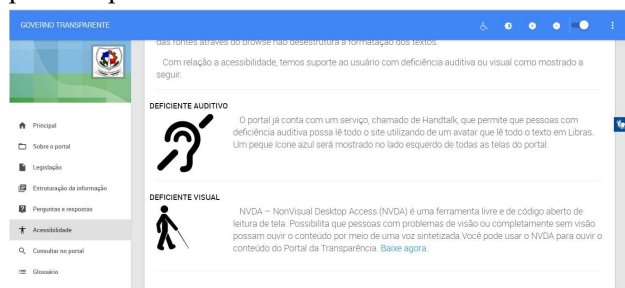 GOVERNO TRANSPARENTE
Principal
Sobre o portal
Legislação
Estruturação da informação
Perguntas e respostas
Acessibilidade
Consultar no portal
Glossário
das fontes através do browse não desestrutura a formatação dos textos.
Com relação a acessibilidade, temos suporte ao usuário com deficiência auditiva ou visual como mostrado a
seguir.
DEFICIENTE AUDITIVO
O portal já conta com um serviço, chamado de Handtalk, que permite que pessoas com
deficiência auditiva possa lê todo o site utilizando de um avatar que lê todo o texto em Libras.
Um peque ícone azul será mostrado no lado esquerdo de todas as telas do portal.
DEFICIENTE VISUAL
NVDA – NonVisual Desktop Access (NVDA) é uma ferramenta livre e de código aberto de
leitura de tela. Possibilita que pessoas com problemas de visão ou completamente sem visão
possam ouvir o conteúdo por meio de uma voz sintetizada.Você pode usar o NVDA para ouvir o
conteúdo do Portal da Transparência. Baixe agora.